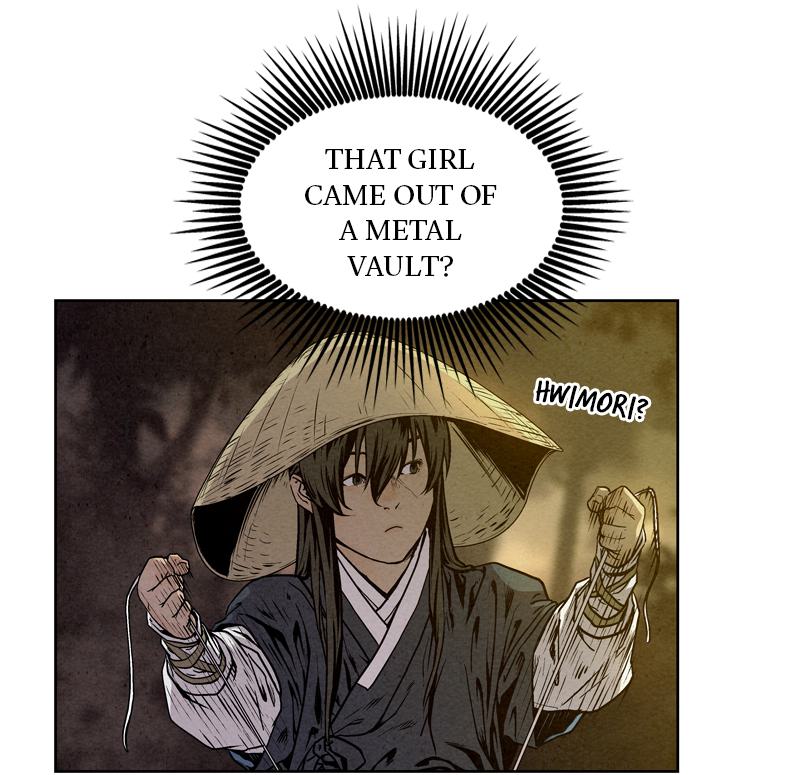 THAT GIRL
CAME OUT OF
A METAL
VAULT?
HWIMORI?